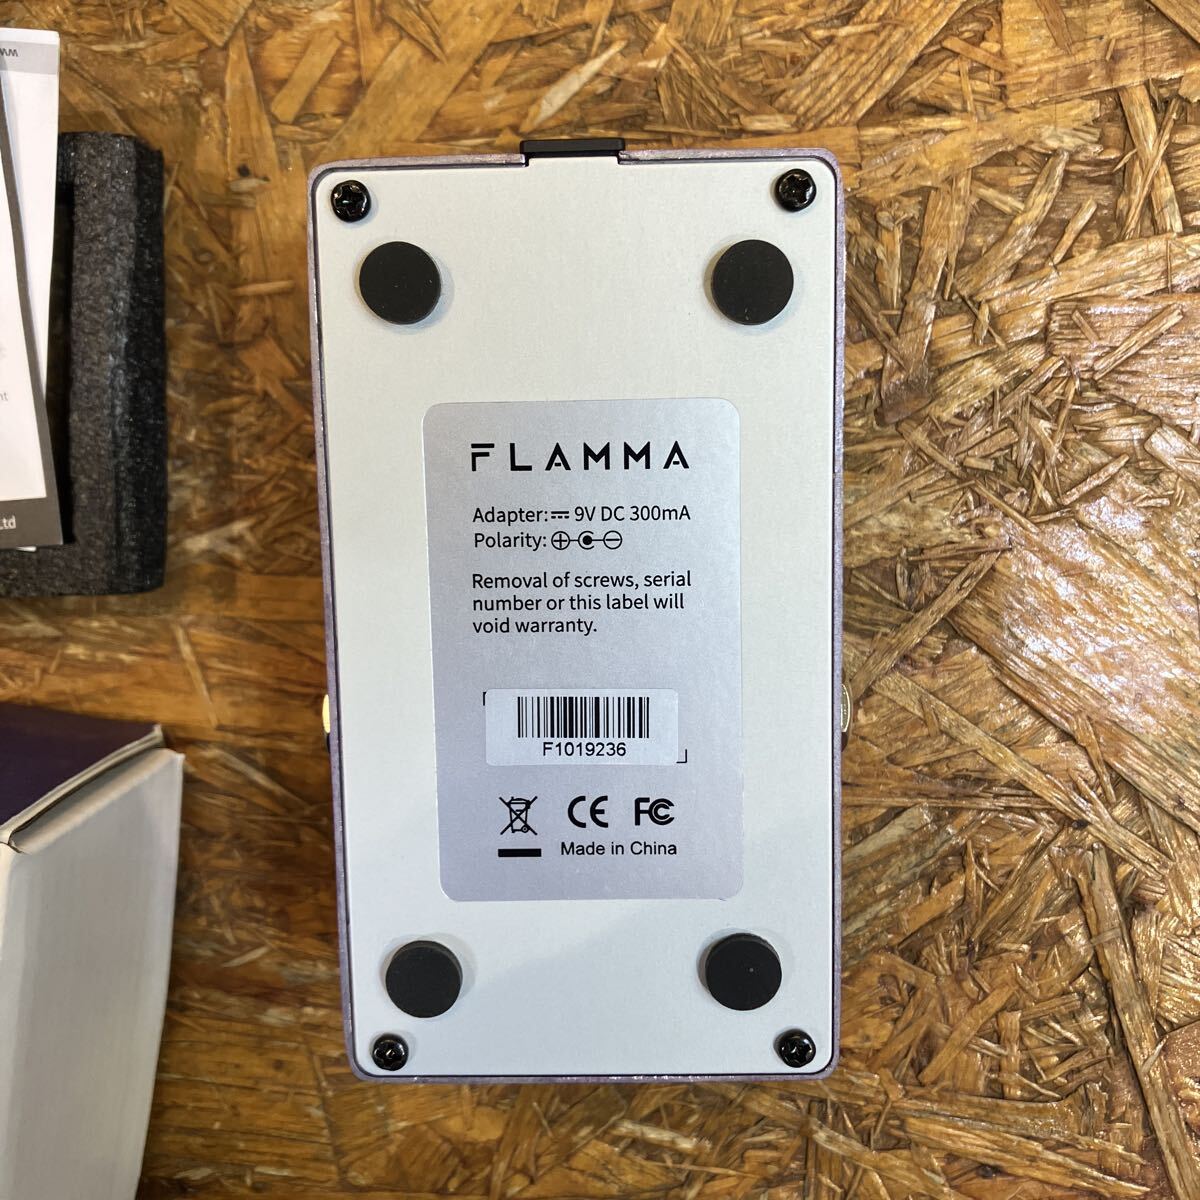 FLAMMA
Adapter: ⎓ 9V DC 300mA
Polarity:
Removal of screws, serial
number or this label will
void warranty.
F1019236
CE FC
Made in China
Ltd